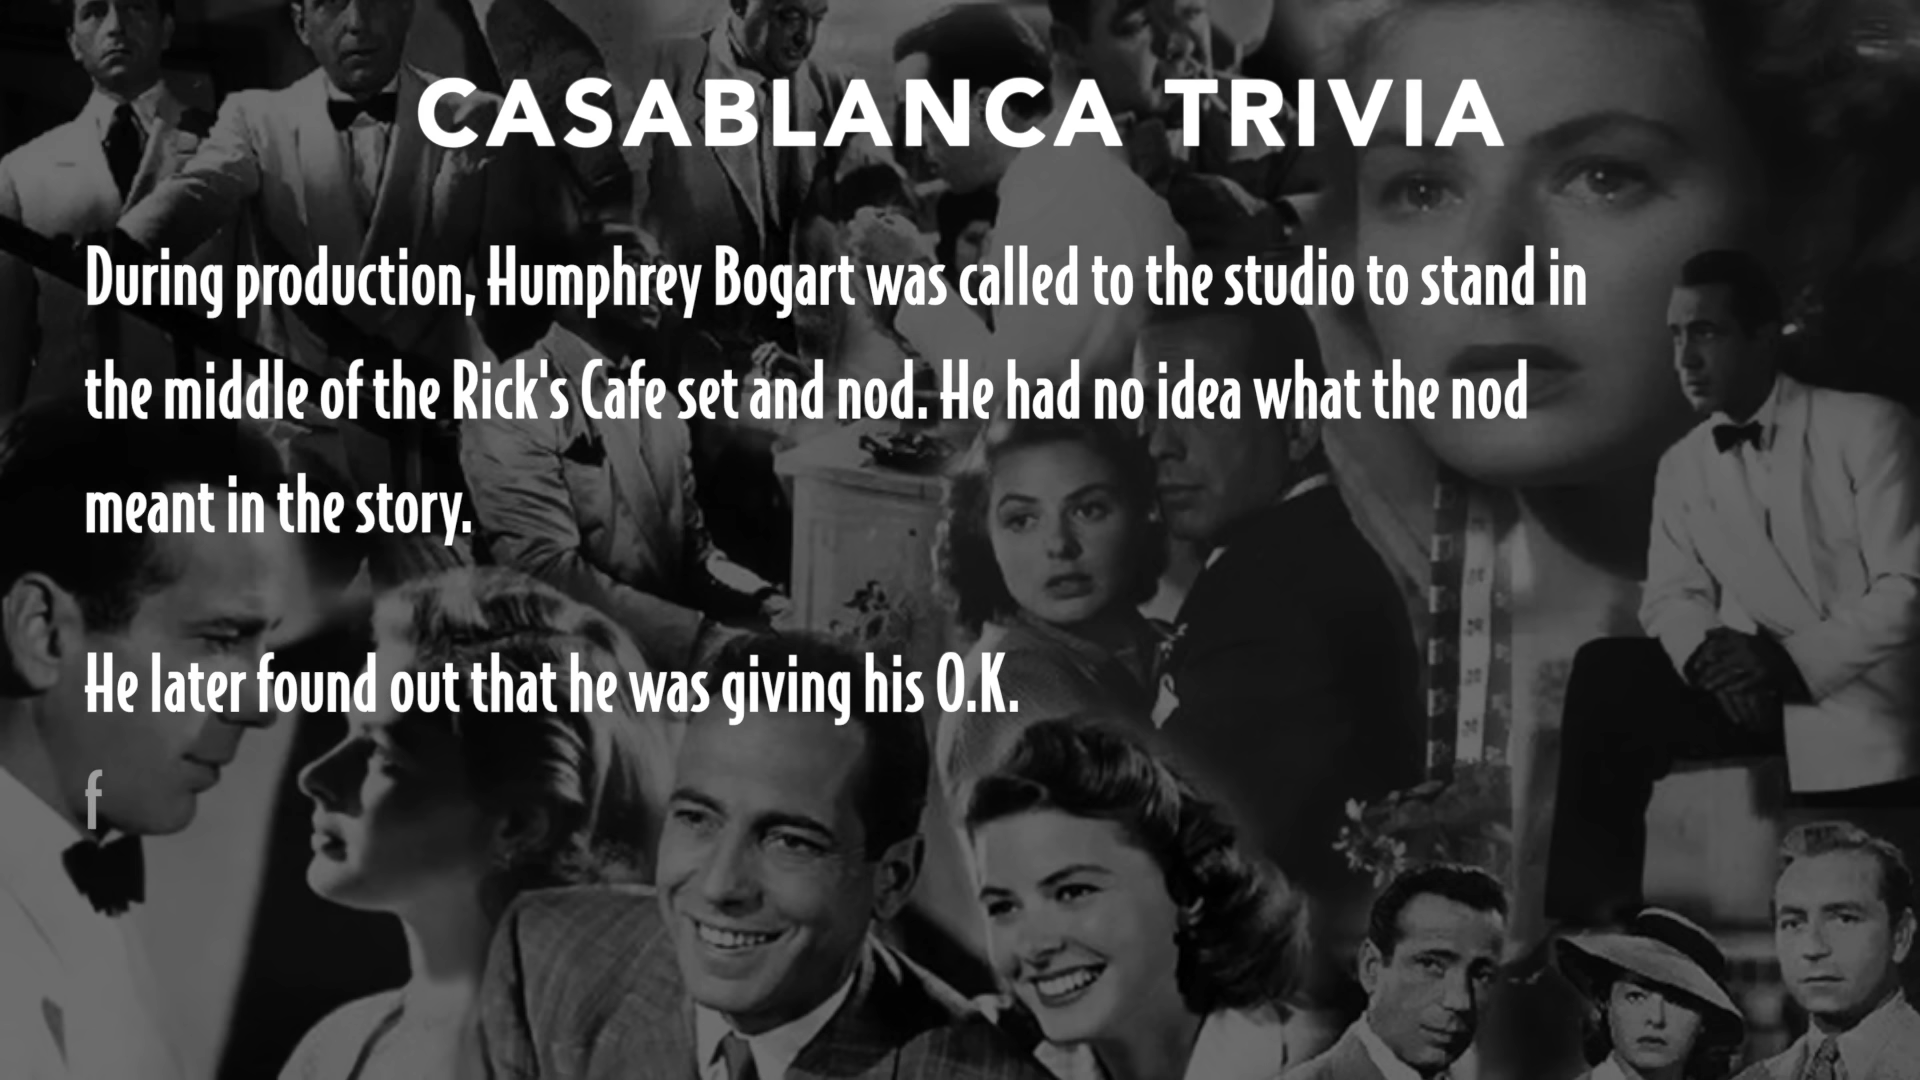 CASABLANCA TRIVIA
During production, Humphrey Bogart was called to the studio to stand in
the middle of the Rick's Cafe set and nod. He had no idea what the nod
meant in the story.
He later found out that he was giving his O.K.
f